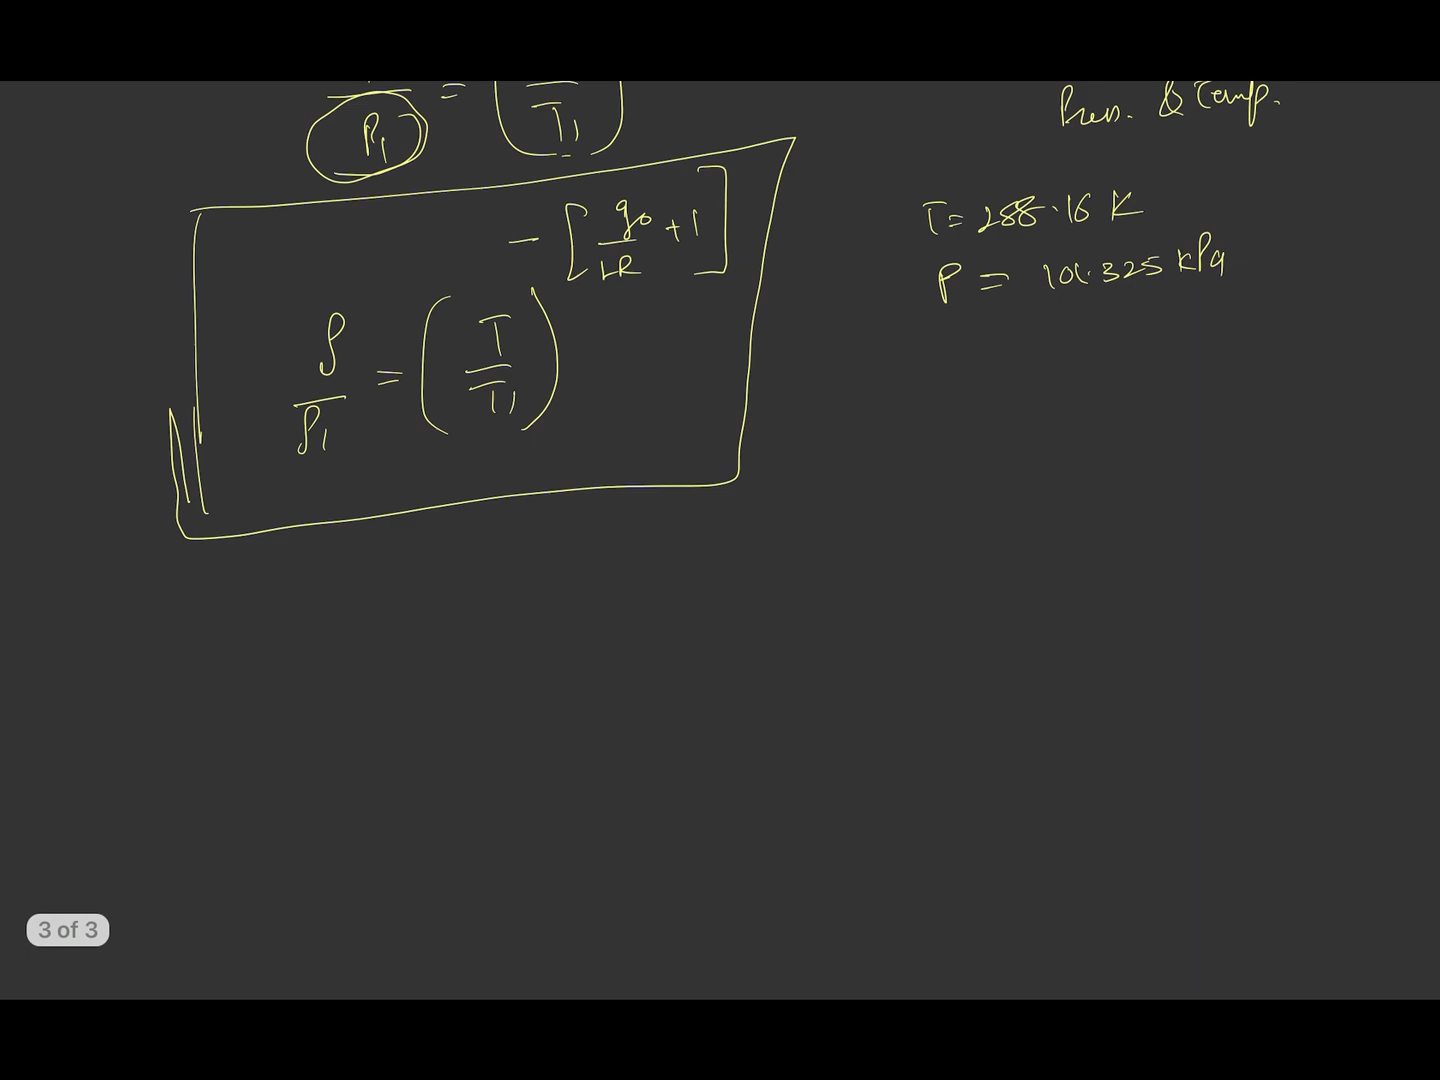 P₁ = ( T₁ )
Pres. & Temp.
ρ/ρ₁ = (T/T₁)^-[g₀/LR + 1]
T = 288.16 K
P = 101.325 kPa
3 of 3